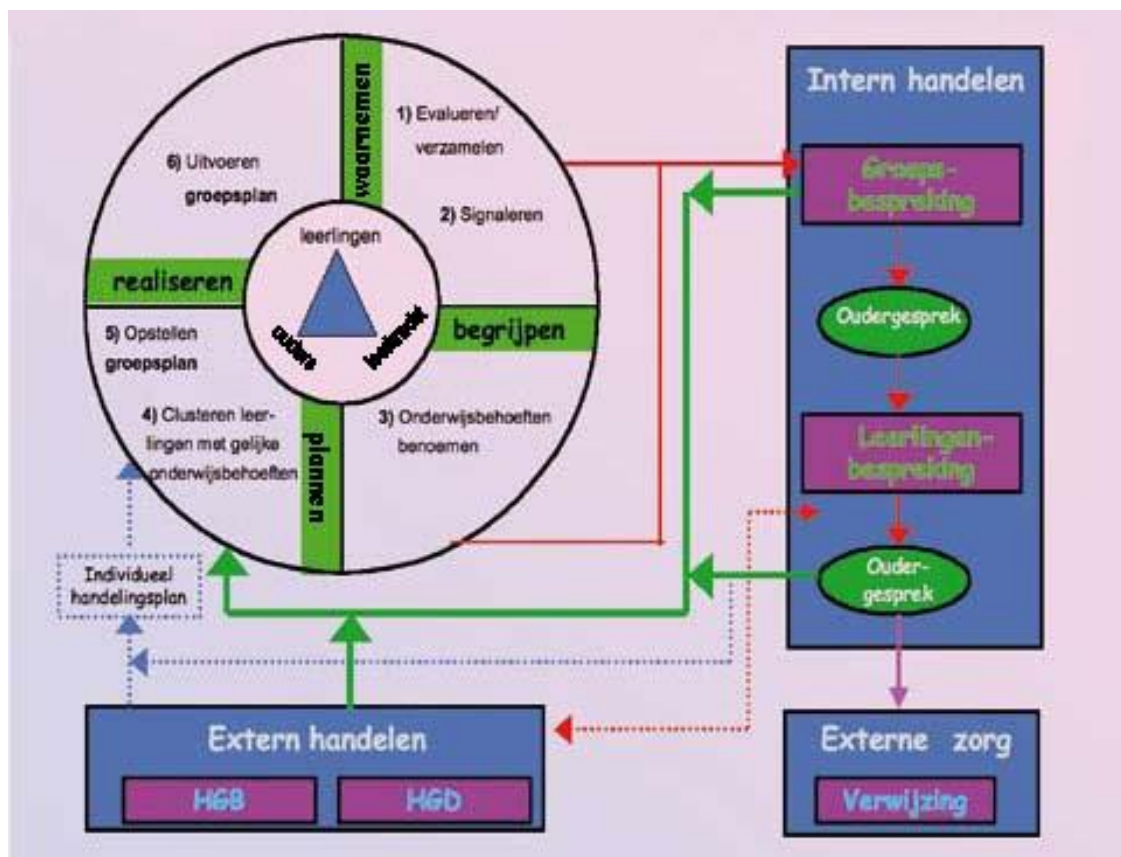 waarnemen
1) Evalueren/
verzamelen
2) Signaleren
begrijpen
3) Onderwijsbehoeften
benoemen
plannen
4) Clusteren leer-
lingen met gelijke
onderwijsbehoeften
5) Opstellen
groepsplan
realiseren
6) Uitvoeren
groepsplan
leerlingen
ouders
Individueel
handelingsplan
Intern handelen
Groeps-
bespreking
Oudergesprek
Leerlingen-
bespreking
Ouder-
gesprek
Extern handelen
HGB
HGD
Externe zorg
Verwijzing